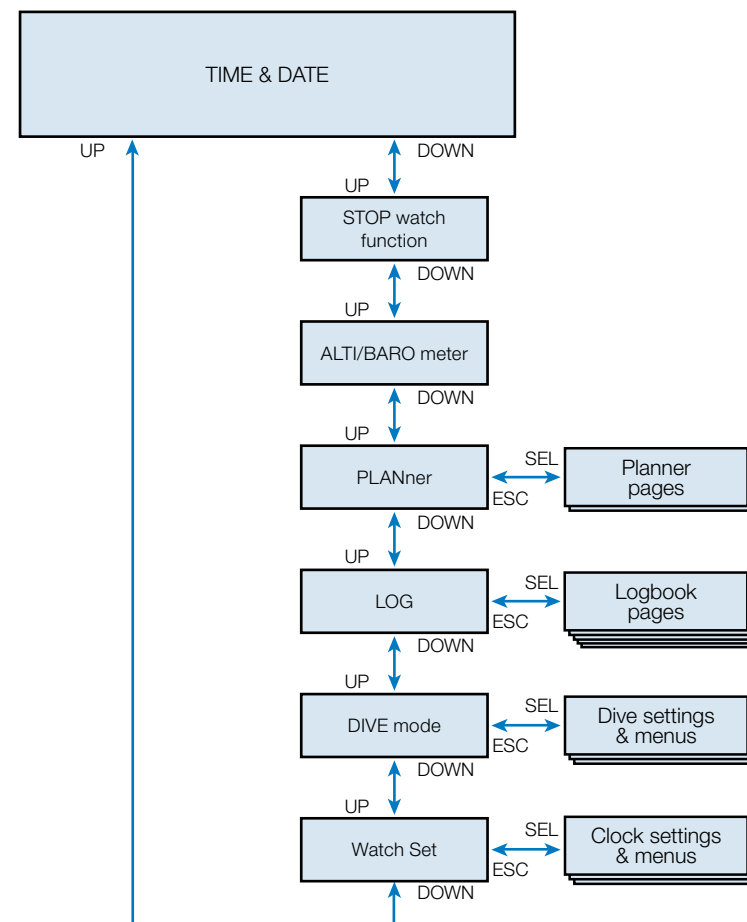 TIME & DATE
UP
DOWN
UP
STOP watch
function
DOWN
UP
ALTI/BARO meter
DOWN
UP
PLANner
SEL
ESC
Planner
pages
DOWN
UP
LOG
SEL
ESC
Logbook
pages
DOWN
UP
DIVE mode
SEL
ESC
Dive settings
& menus
DOWN
UP
Watch Set
SEL
ESC
Clock settings
& menus
DOWN